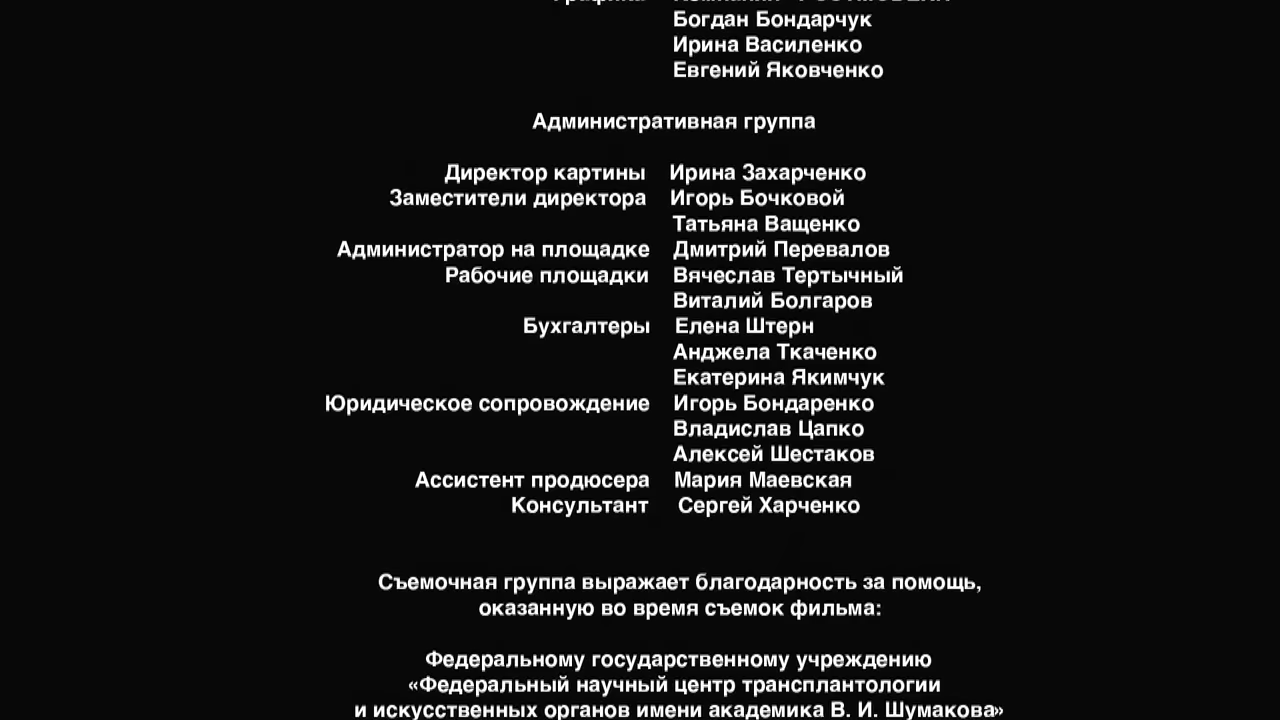 Богдан Бондарчук
Ирина Василенко
Евгений Яковченко
Административная группа
Директор картины Ирина Захарченко
Заместители директора Игорь Бочковой
Татьяна Ващенко
Администратор на площадке Дмитрий Перевалов
Рабочие площадки Вячеслав Тертычный
Виталий Болгаров
Бухгалтеры Елена Штерн
Анджела Ткаченко
Екатерина Якимчук
Юридическое сопровождение Игорь Бондаренко
Владислав Цапко
Алексей Шестаков
Ассистент продюсера Мария Маевская
Консультант Сергей Харченко
Съемочная группа выражает благодарность за помощь,
оказанную во время съемок фильма:
Федеральному государственному учреждению
«Федеральный научный центр трансплантологии
и искусственных органов имени академика В. И. Шумакова»